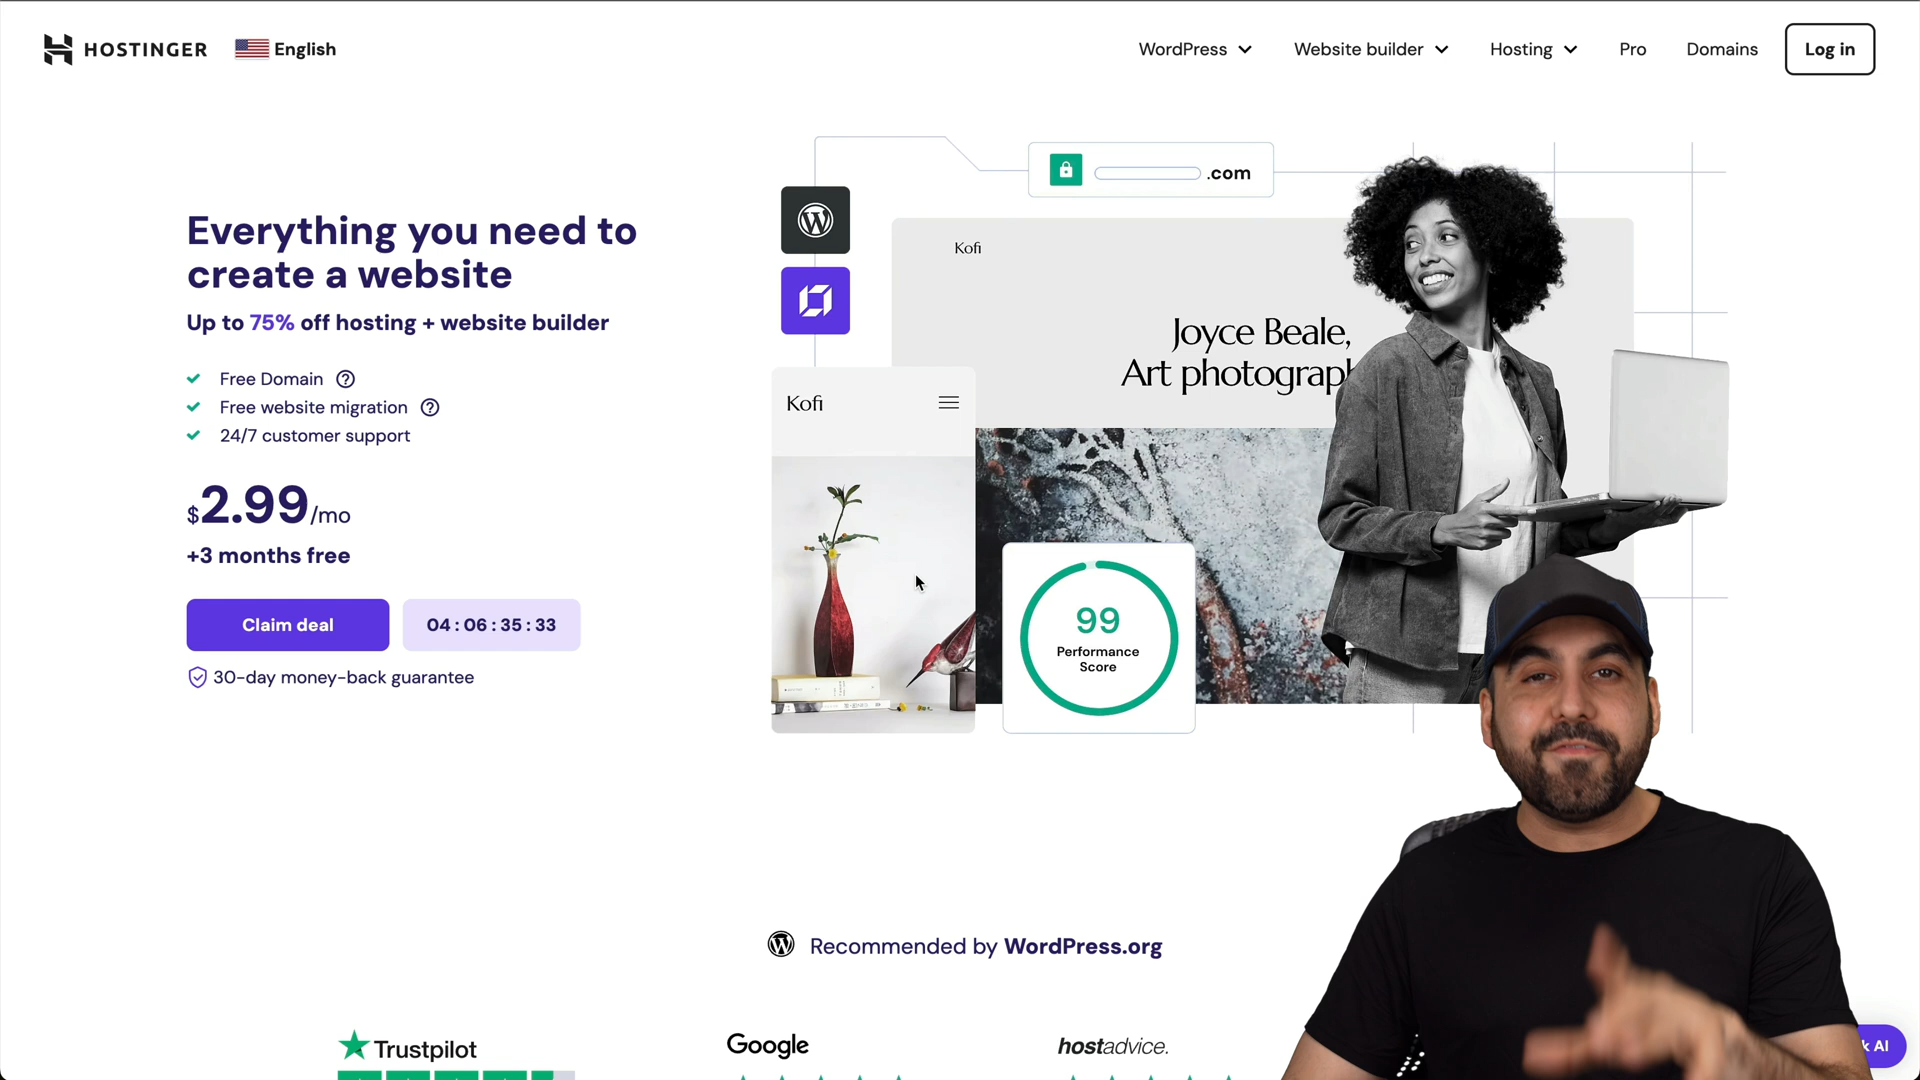 HOSTINGER
English
WordPress
Website builder
Hosting
Pro
Domains
Log in
Everything you need to
create a website
Up to 75% off hosting + website builder
Free Domain
Free website migration
24/7 customer support
$2.99/mo
+3 months free
Claim deal
04 : 06 : 35 : 33
30-day money-back guarantee
.com
Kofi
Joyce Beale,
Art photograph
Kofi
99
Performance
Score
Recommended by WordPress.org
Trustpilot
Google
hostadvice.
k AI